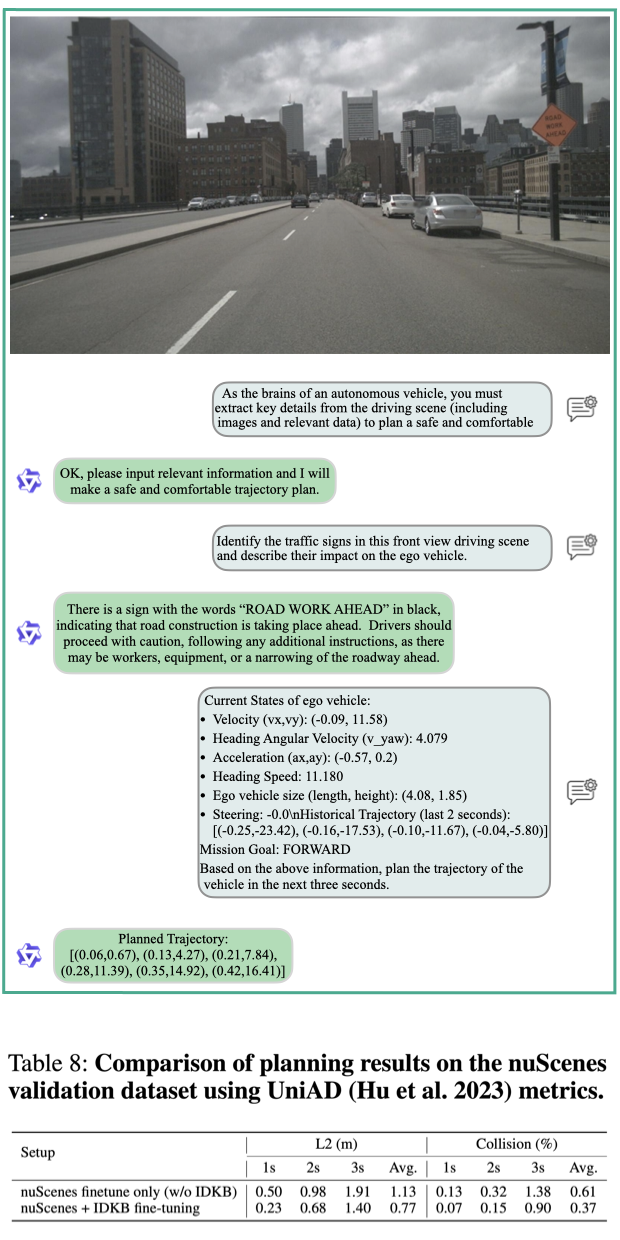 ROAD
WORK
AHEAD
As the brains of an autonomous vehicle, you must
extract key details from the driving scene (including
images and relevant data) to plan a safe and comfortable
OK, please input relevant information and I will
make a safe and comfortable trajectory plan.
Identify the traffic signs in this front view driving scene
and describe their impact on the ego vehicle.
There is a sign with the words “ROAD WORK AHEAD” in black,
indicating that road construction is taking place ahead. Drivers should
proceed with caution, following any additional instructions, as there
may be workers, equipment, or a narrowing of the roadway ahead.
Current States of ego vehicle:
• Velocity (vx,vy): (-0.09, 11.58)
• Heading Angular Velocity (v_yaw): 4.079
• Acceleration (ax,ay): (-0.57, 0.2)
• Heading Speed: 11.180
• Ego vehicle size (length, height): (4.08, 1.85)
• Steering: -0.0\nHistorical Trajectory (last 2 seconds):
[(-0.25,-23.42), (-0.16,-17.53), (-0.10,-11.67), (-0.04,-5.80)]
Mission Goal: FORWARD
Based on the above information, plan the trajectory of the
vehicle in the next three seconds.
Planned Trajectory:
[(0.06,0.67), (0.13,4.27), (0.21,7.84),
(0.28,11.39), (0.35,14.92), (0.42,16.41)]
Table 8: Comparison of planning results on the nuScenes
validation dataset using UniAD (Hu et al. 2023) metrics.
Setup L2 (m) Collision (%)
1s 2s 3s Avg. 1s 2s 3s Avg.
nuScenes finetune only (w/o IDKB) 0.50 0.98 1.91 1.13 0.13 0.32 1.38 0.61
nuScenes + IDKB fine-tuning 0.23 0.68 1.40 0.77 0.07 0.15 0.90 0.37